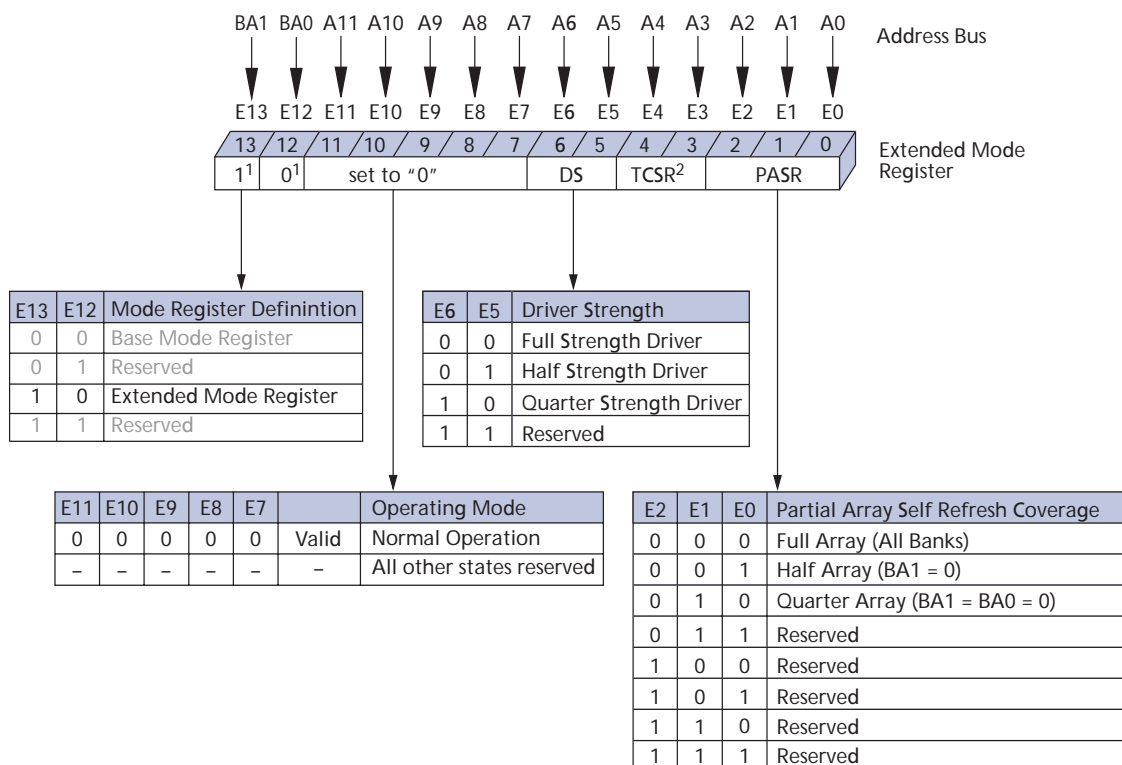 BA1 BA0 A11 A10 A9 A8 A7 A6 A5 A4 A3 A2 A1 A0 Address Bus
E13 E12 E11 E10 E9 E8 E7 E6 E5 E4 E3 E2 E1 E0
13 12 11 10 9 8 7 6 5 4 3 2 1 0 Extended Mode
Register
1¹ 0¹ set to “0” DS TCSR² PASR
E13 E12 Mode Register Definintion
0 0 Base Mode Register
0 1 Reserved
1 0 Extended Mode Register
1 1 Reserved
E6 E5 Driver Strength
0 0 Full Strength Driver
0 1 Half Strength Driver
1 0 Quarter Strength Driver
1 1 Reserved
E11 E10 E9 E8 E7 Operating Mode
0 0 0 0 0 Valid Normal Operation
– – – – – – All other states reserved
E2 E1 E0 Partial Array Self Refresh Coverage
0 0 0 Full Array (All Banks)
0 0 1 Half Array (BA1 = 0)
0 1 0 Quarter Array (BA1 = BA0 = 0)
0 1 1 Reserved
1 0 0 Reserved
1 0 1 Reserved
1 1 0 Reserved
1 1 1 Reserved